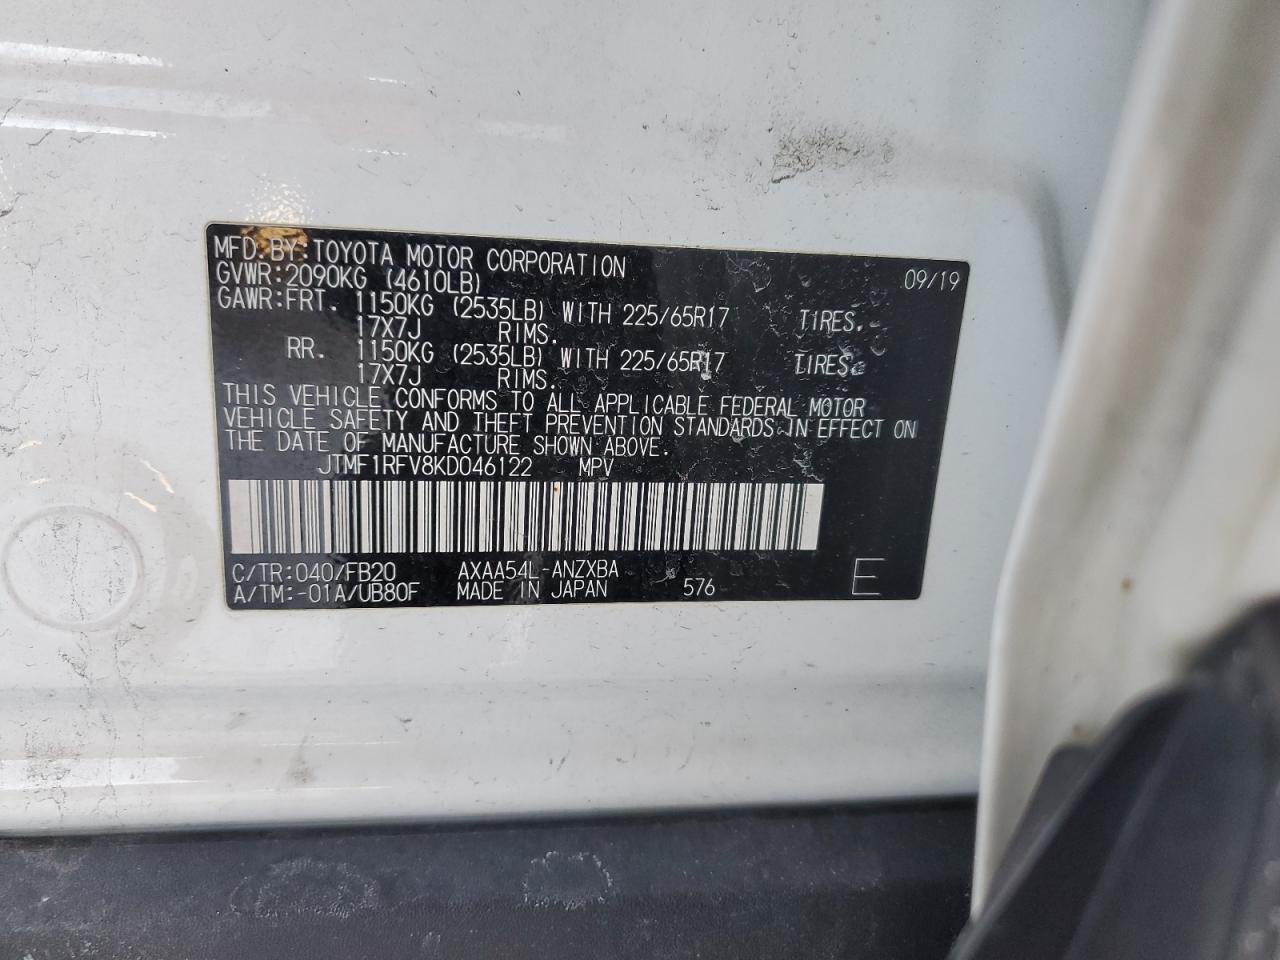 MFD.BY:TOYOTA MOTOR CORPORATION 09/19
GVWR:2090KG (4610LB)
GAWR:FRT. 1150KG (2535LB) WITH 225/65R17 TIRES.
17X7J RIMS.
RR. 1150KG (2535LB) WITH 225/65R17 TIRES
17X7J RIMS.
THIS VEHICLE CONFORMS TO ALL APPLICABLE FEDERAL MOTOR
VEHICLE SAFETY AND THEFT PREVENTION STANDARDS IN EFFECT ON
THE DATE OF MANUFACTURE SHOWN ABOVE.
JTMF1RFV8KD046122 MPV
C/TR:040/FB20 AXAA54L-ANZXBA
A/TM:-01A/UB80F MADE IN JAPAN 576 E